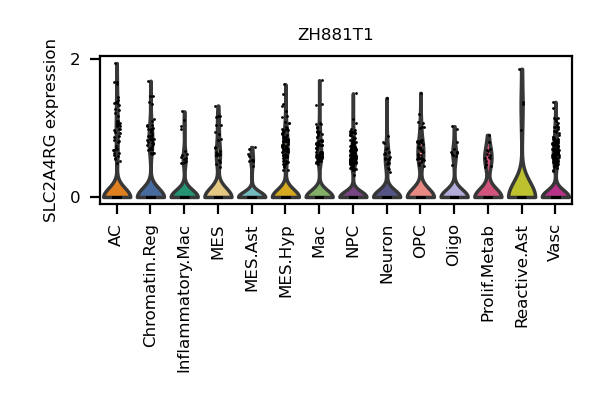 ZH881T1
SLC2A4RG expression
2
0
AC
Chromatin.Reg
Inflammatory.Mac
MES
MES.Ast
MES.Hyp
Mac
NPC
Neuron
OPC
Oligo
Prolif.Metab
Reactive.Ast
Vasc